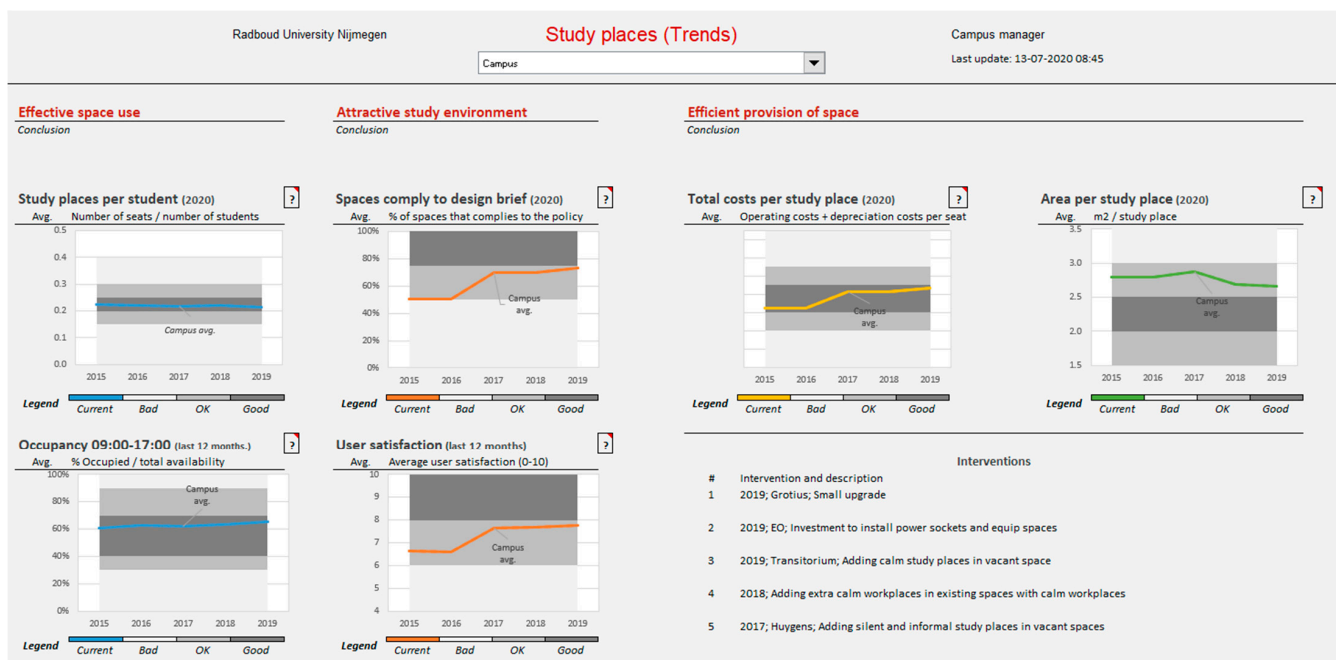 Radboud University Nijmegen
Study places (Trends)
Campus manager
Campus
Last update: 13-07-2020 08:45
Effective space use
Conclusion
Attractive study environment
Conclusion
Efficient provision of space
Conclusion
Study places per student (2020)
?
Avg. Number of seats / number of students
0.5
0.4
0.3
0.2
0.1
0.0
Campus avg.
2015 2016 2017 2018 2019
Legend Current Bad OK Good
Spaces comply to design brief (2020)
?
Avg. % of spaces that complies to the policy
100%
80%
60%
40%
20%
0%
Campus
avg.
2015 2016 2017 2018 2019
Legend Current Bad OK Good
Total costs per study place (2020)
?
Avg. Operating costs + depreciation costs per seat
Campus
avg.
2015 2016 2017 2018 2019
Legend Current Bad OK Good
Area per study place (2020)
?
Avg. m2 / study place
3.5
3.0
2.5
2.0
1.5
Campus
avg.
2015 2016 2017 2018 2019
Legend Current Bad OK Good
Occupancy 09:00-17:00 (last 12 months.)
?
Avg. % Occupied / total availability
100%
80%
60%
40%
20%
0%
Campus
avg.
2015 2016 2017 2018 2019
Legend Current Bad OK Good
User satisfaction (last 12 months)
?
Avg. Average user satisfaction (0-10)
10
9
8
7
6
5
4
Campus
avg.
2015 2016 2017 2018 2019
Legend Current Bad OK Good
Interventions
# Intervention and description
1 2019; Grotius; Small upgrade
2 2019; EO; Investment to install power sockets and equip spaces
3 2019; Transitorium; Adding calm study places in vacant space
4 2018; Adding extra calm workplaces in existing spaces with calm workplaces
5 2017; Huygens; Adding silent and informal study places in vacant spaces